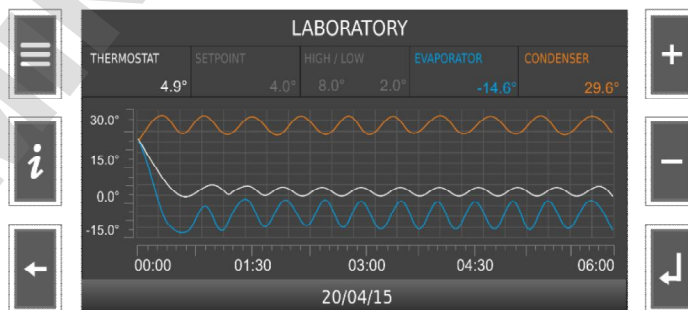 LABORATORY
THERMOSTAT SETPOINT HIGH / LOW EVAPORATOR CONDENSER
4.9° 4.0° 8.0° 2.0° -14.6° 29.6°
30.0°
15.0°
0.0°
-15.0°
00:00 01:30 03:00 04:30 06:00
20/04/15
i
+
−